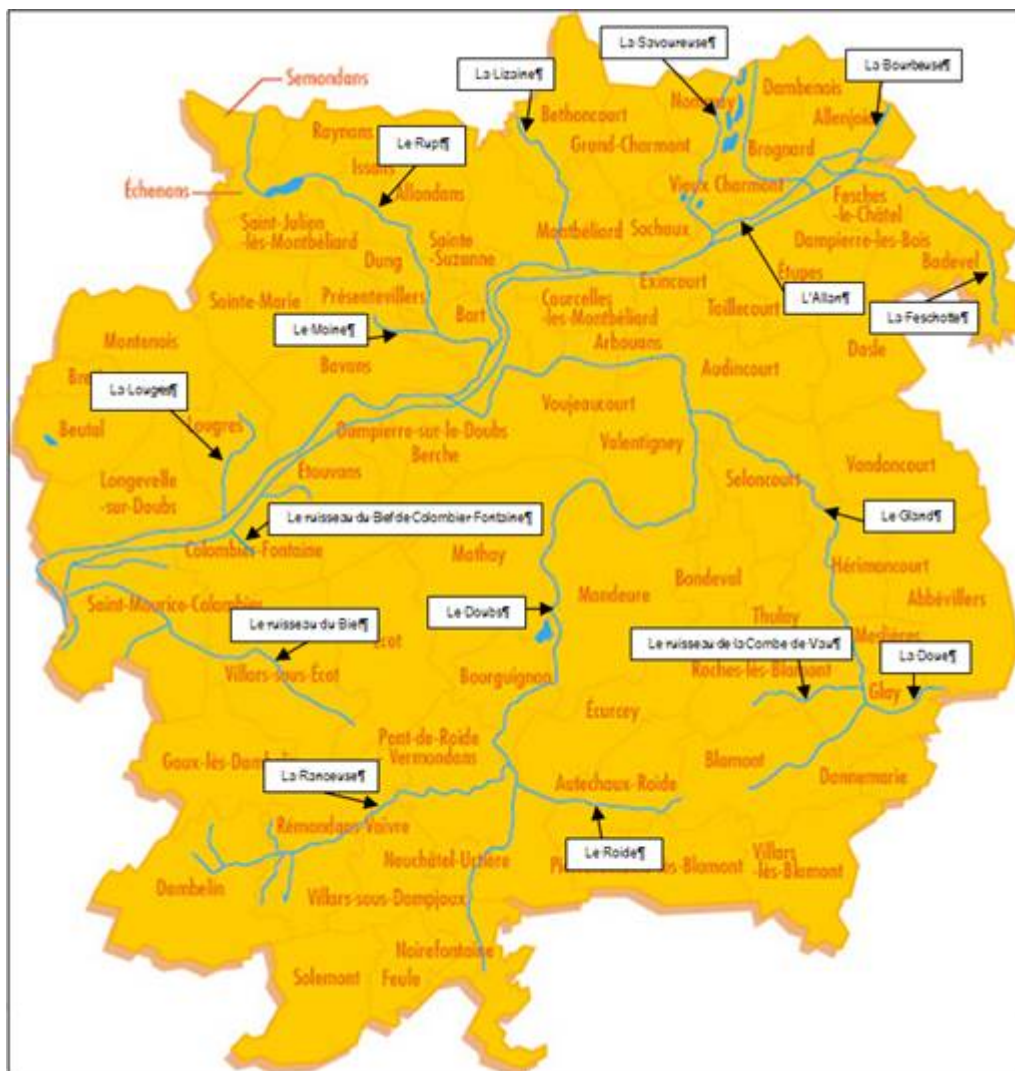 La Savoureuse¶
La Lizaine¶
La Bourbeuse¶
Semondans
Dambenois
Bethoncourt
Allenjoie
Raynans
Grand-Charmont
Le Rupt¶
Brognard
Issans
Échenans
Allondans
Vieux Charmont
Fesches
-le-Châtel
Saint-Julien
-lès-Montbéliard
Montbéliard
Sochaux
Dampierre-les-Bois
Sainte
-Suzanne
Dung
Badevel
Étupes
Exincourt
Sainte-Marie
Présentevillers
L'Allan¶
Courcelles
-les-Montbéliard
Taillecourt
Bart
La Feschotte¶
Le Moine¶
Montenois
Arbouans
Dasle
Bavans
Audincourt
La Lougres¶
Voujeaucourt
Beutal
Lougres
Dampierre-sur-le-Doubs
Valentigney
Berche
Vandoncourt
Étouvans
Longevelle
-sur-Doubs
Seloncourt
Le ruisseau du Bief de Colombier Fontaine¶
Le Gland¶
Colombier-Fontaine
Mathay
Hérimoncourt
Bondeval
Mandeure
Abbévillers
Saint-Maurice-Colombier
Le Doubs¶
Thulay
Le ruisseau du Bief¶
Le ruisseau de la Combe de Vau¶
Meslières
La Doue¶
Villars-sous-Écot
Bourguignon
Roches-lès-Blamont
Glay
Écurcey
Pont-de-Roide
Vermondans
Blamont
La Ranceuse¶
Autechaux-Roide
Dannemarie
Rémondans-Vaivre
Le Roide¶
Neuchâtel-Urtière
Villars
-lès-Blamont
Dambelin
Villars-sous-Dampjoux
Noirefontaine
Solemont
Feule